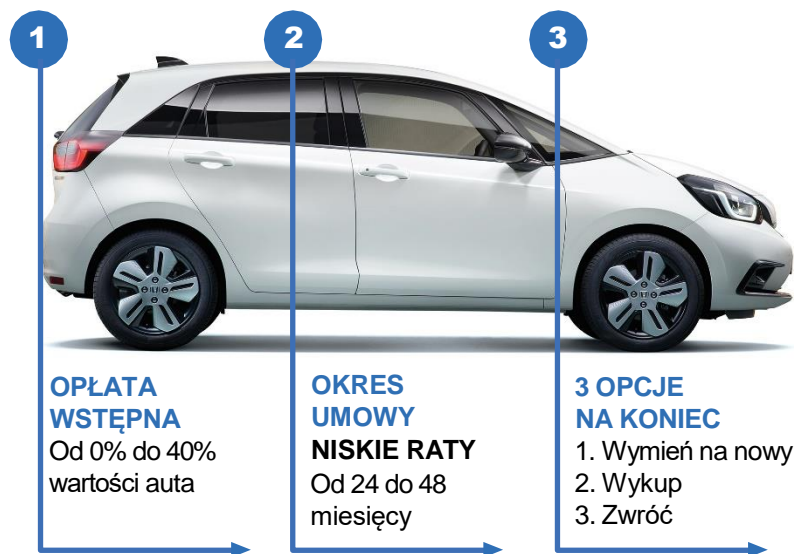 1
2
3
OPŁATA
WSTĘPNA
Od 0% do 40%
wartości auta
OKRES
UMOWY
NISKIE RATY
Od 24 do 48
miesięcy
3 OPCJE
NA KONIEC
1. Wymień na nowy
2. Wykup
3. Zwróć